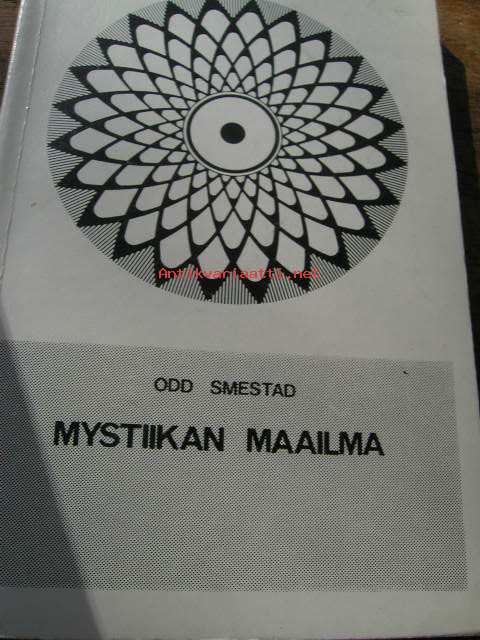 Antikvariaatti.net
ODD SMESTAD
MYSTIIKAN MAAILMA